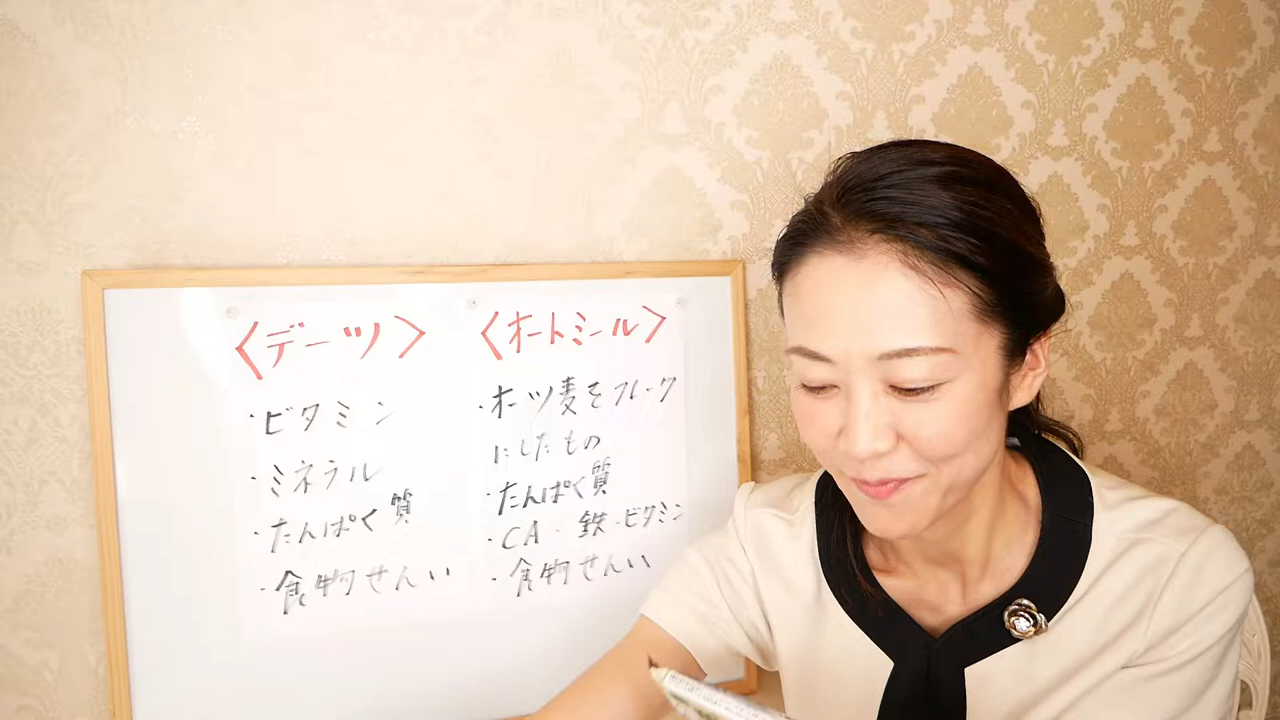 〈デーツ〉
・ビタミン
・ミネラル
・たんぱく質
・食物せんい
〈オートミール〉
・オーツ麦をフレーク
にしたもの
・たんぱく質
・CA・鉄・ビタミン
・食物せんい